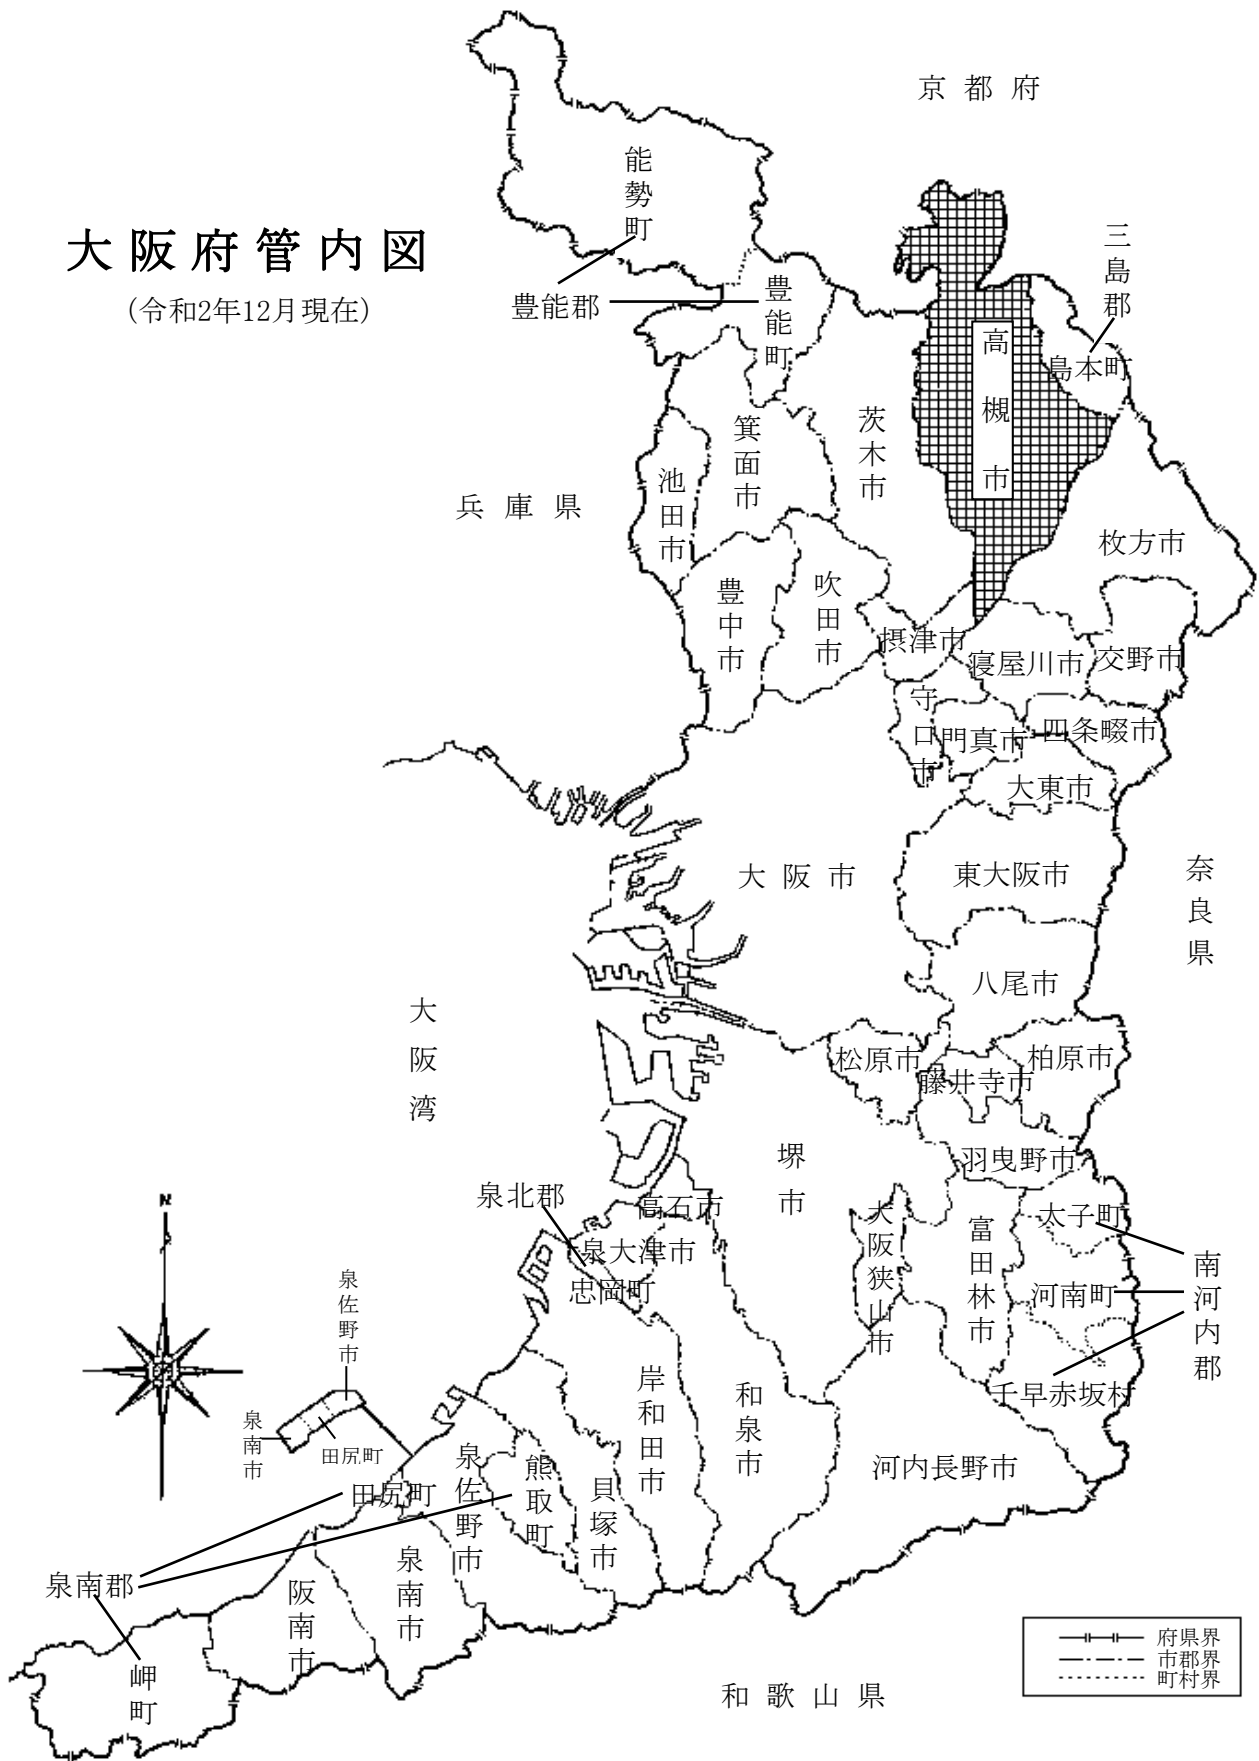 大阪府管内図
(令和2年12月現在)
京都府
能勢町
豊能郡
豊能町
三島郡
島本町
高槻市
茨木市
箕面市
池田市
兵庫県
枚方市
豊中市
吹田市
摂津市
寝屋川市
交野市
守口市
門真市
四条畷市
大東市
大阪市
東大阪市
奈良県
八尾市
大阪湾
松原市
藤井寺市
柏原市
堺市
羽曳野市
N
泉北郡
高石市
泉大津市
忠岡町
大阪狭山市
富田林市
太子町
河南町
千早赤坂村
南河内郡
泉佐野市
泉南市
田尻町
岸和田市
和泉市
河内長野市
田尻町
泉佐野市
熊取町
貝塚市
泉南郡
阪南市
泉南市
岬町
和歌山県
府県界
市郡界
町村界